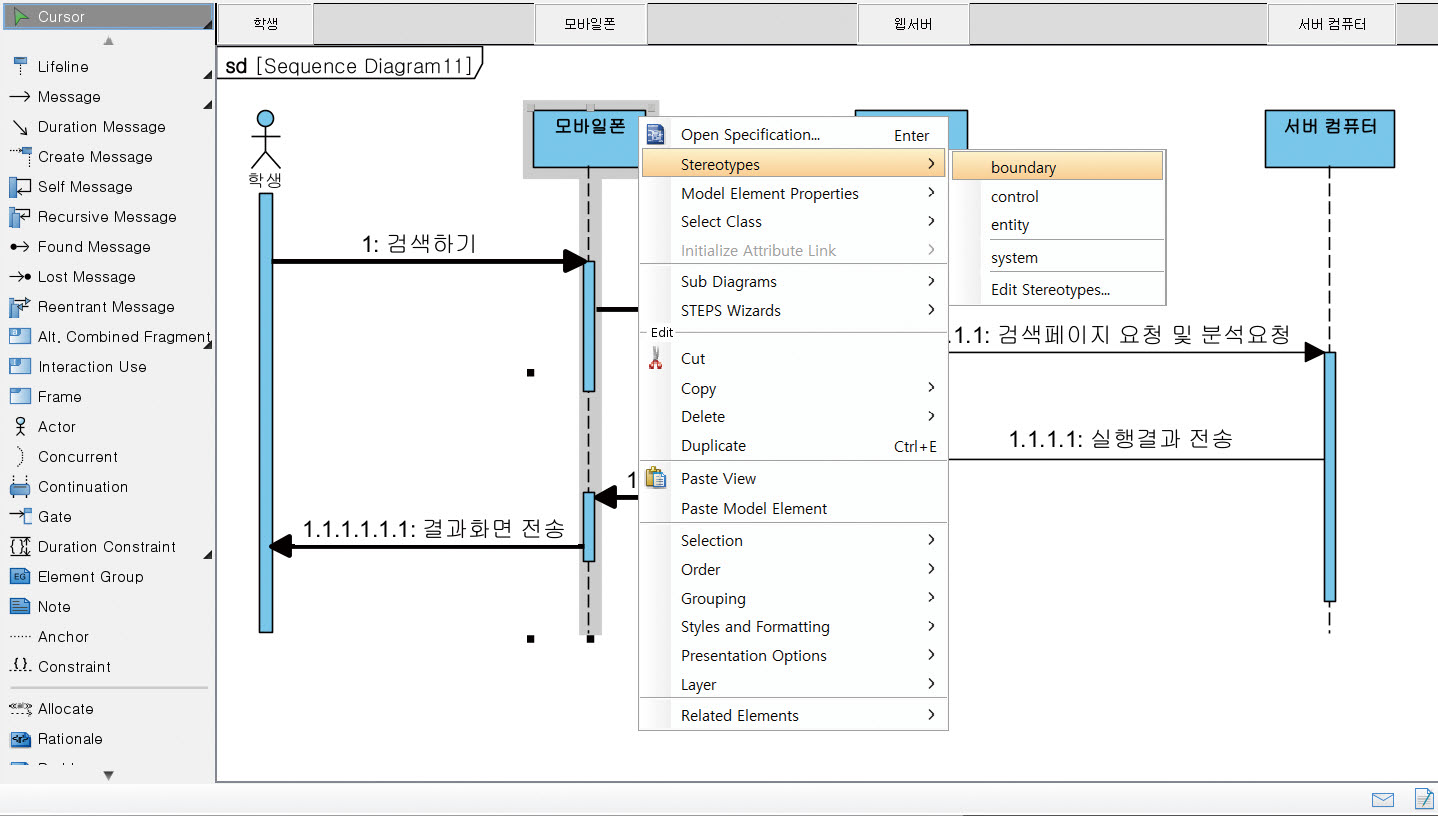 Cursor
Lifeline
Message
Duration Message
Create Message
Self Message
Recursive Message
Found Message
Lost Message
Reentrant Message
Alt. Combined Fragment
Interaction Use
Frame
Actor
Concurrent
Continuation
Gate
Duration Constraint
EG Element Group
Note
Anchor
Constraint
Allocate
Rationale
학생
모바일폰
웹서버
서버 컴퓨터
sd [Sequence Diagram11]
학생
모바일폰
서버 컴퓨터
1: 검색하기
.1.1: 검색페이지 요청 및 분석요청
1.1.1.1: 실행결과 전송
1
1.1.1.1.1.1: 결과화면 전송
Open Specification... Enter
Stereotypes
Model Element Properties
Select Class
Initialize Attribute Link
Sub Diagrams
STEPS Wizards
Edit
Cut
Copy
Delete
Duplicate Ctrl+E
Paste View
Paste Model Element
Selection
Order
Grouping
Styles and Formatting
Presentation Options
Layer
Related Elements
boundary
control
entity
system
Edit Stereotypes...